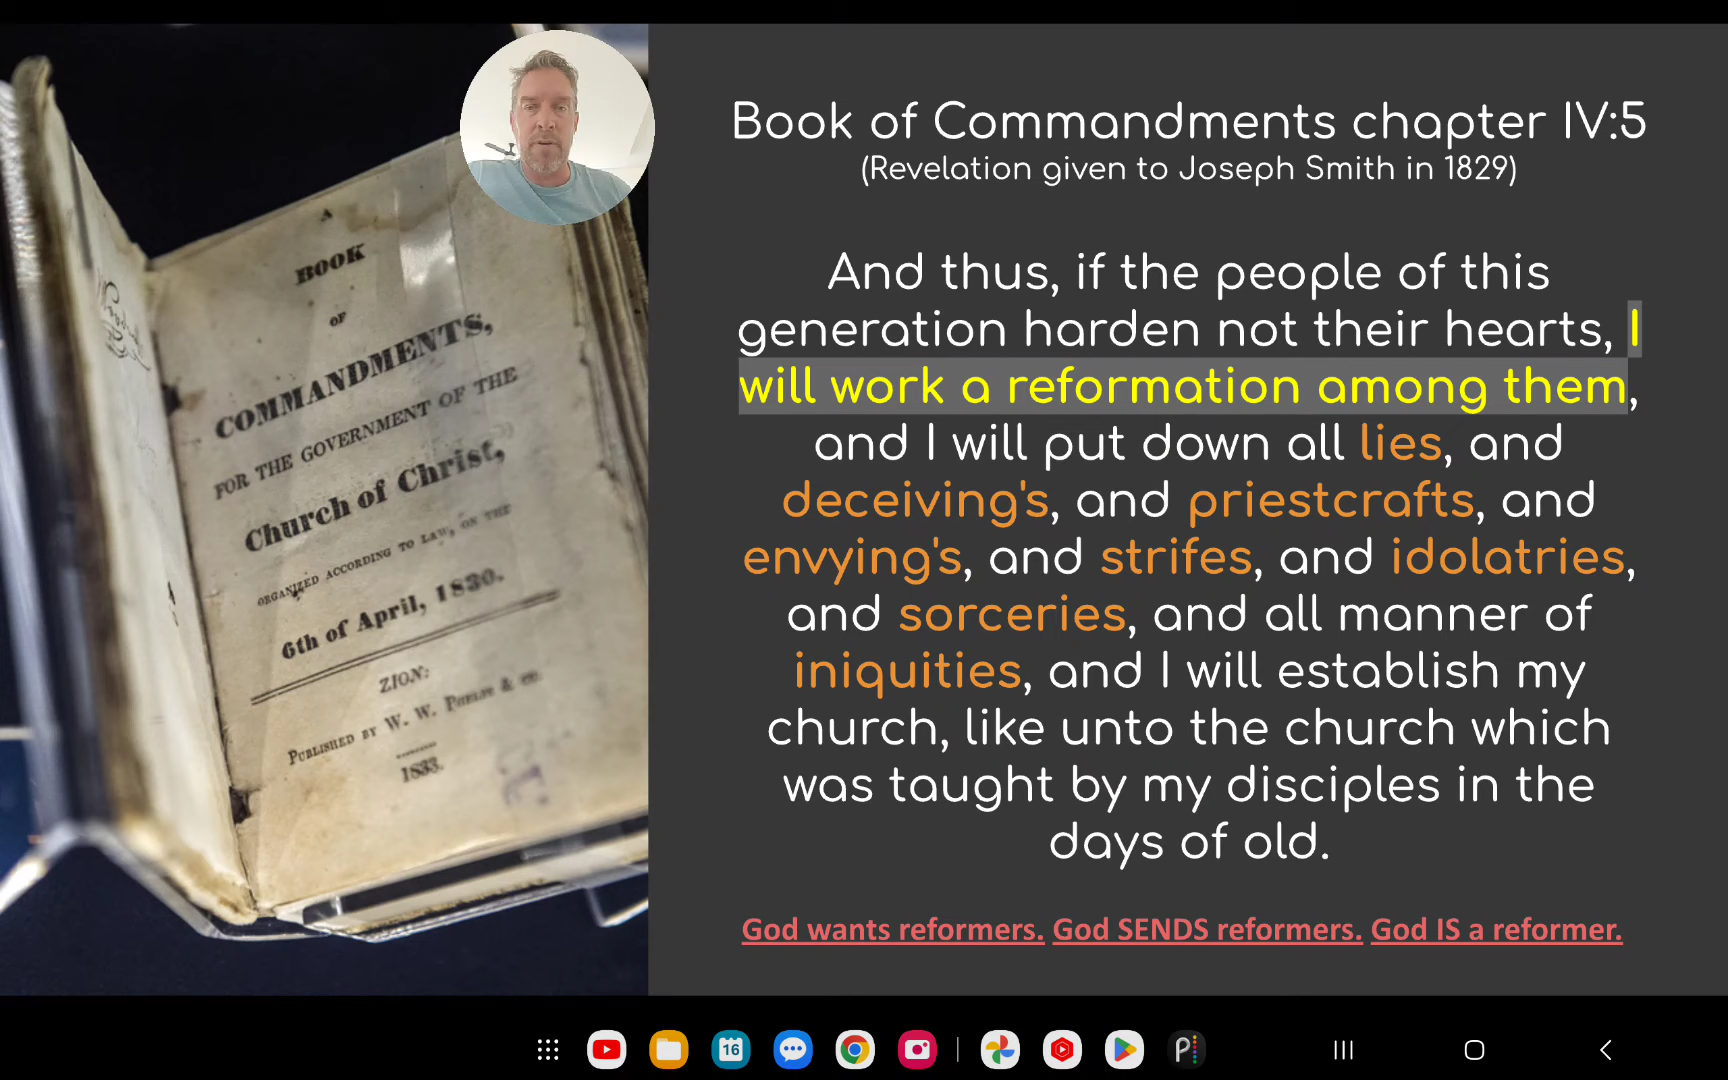 A
BOOK
OF
COMMANDMENTS,
FOR THE GOVERNMENT OF THE
Church of Christ,
ORGANIZED ACCORDING TO LAW, ON THE
6th of April, 1830.
ZION:
PUBLISHED BY W. W. PHELPS & CO.
1833.
Book of Commandments chapter IV:5
(Revelation given to Joseph Smith in 1829)
And thus, if the people of this
generation harden not their hearts, I
will work a reformation among them,
and I will put down all lies, and
deceiving's, and priestcrafts, and
envying's, and strifes, and idolatries,
and sorceries, and all manner of
iniquities, and I will establish my
church, like unto the church which
was taught by my disciples in the
days of old.
God wants reformers. God SENDS reformers. God IS a reformer.
16